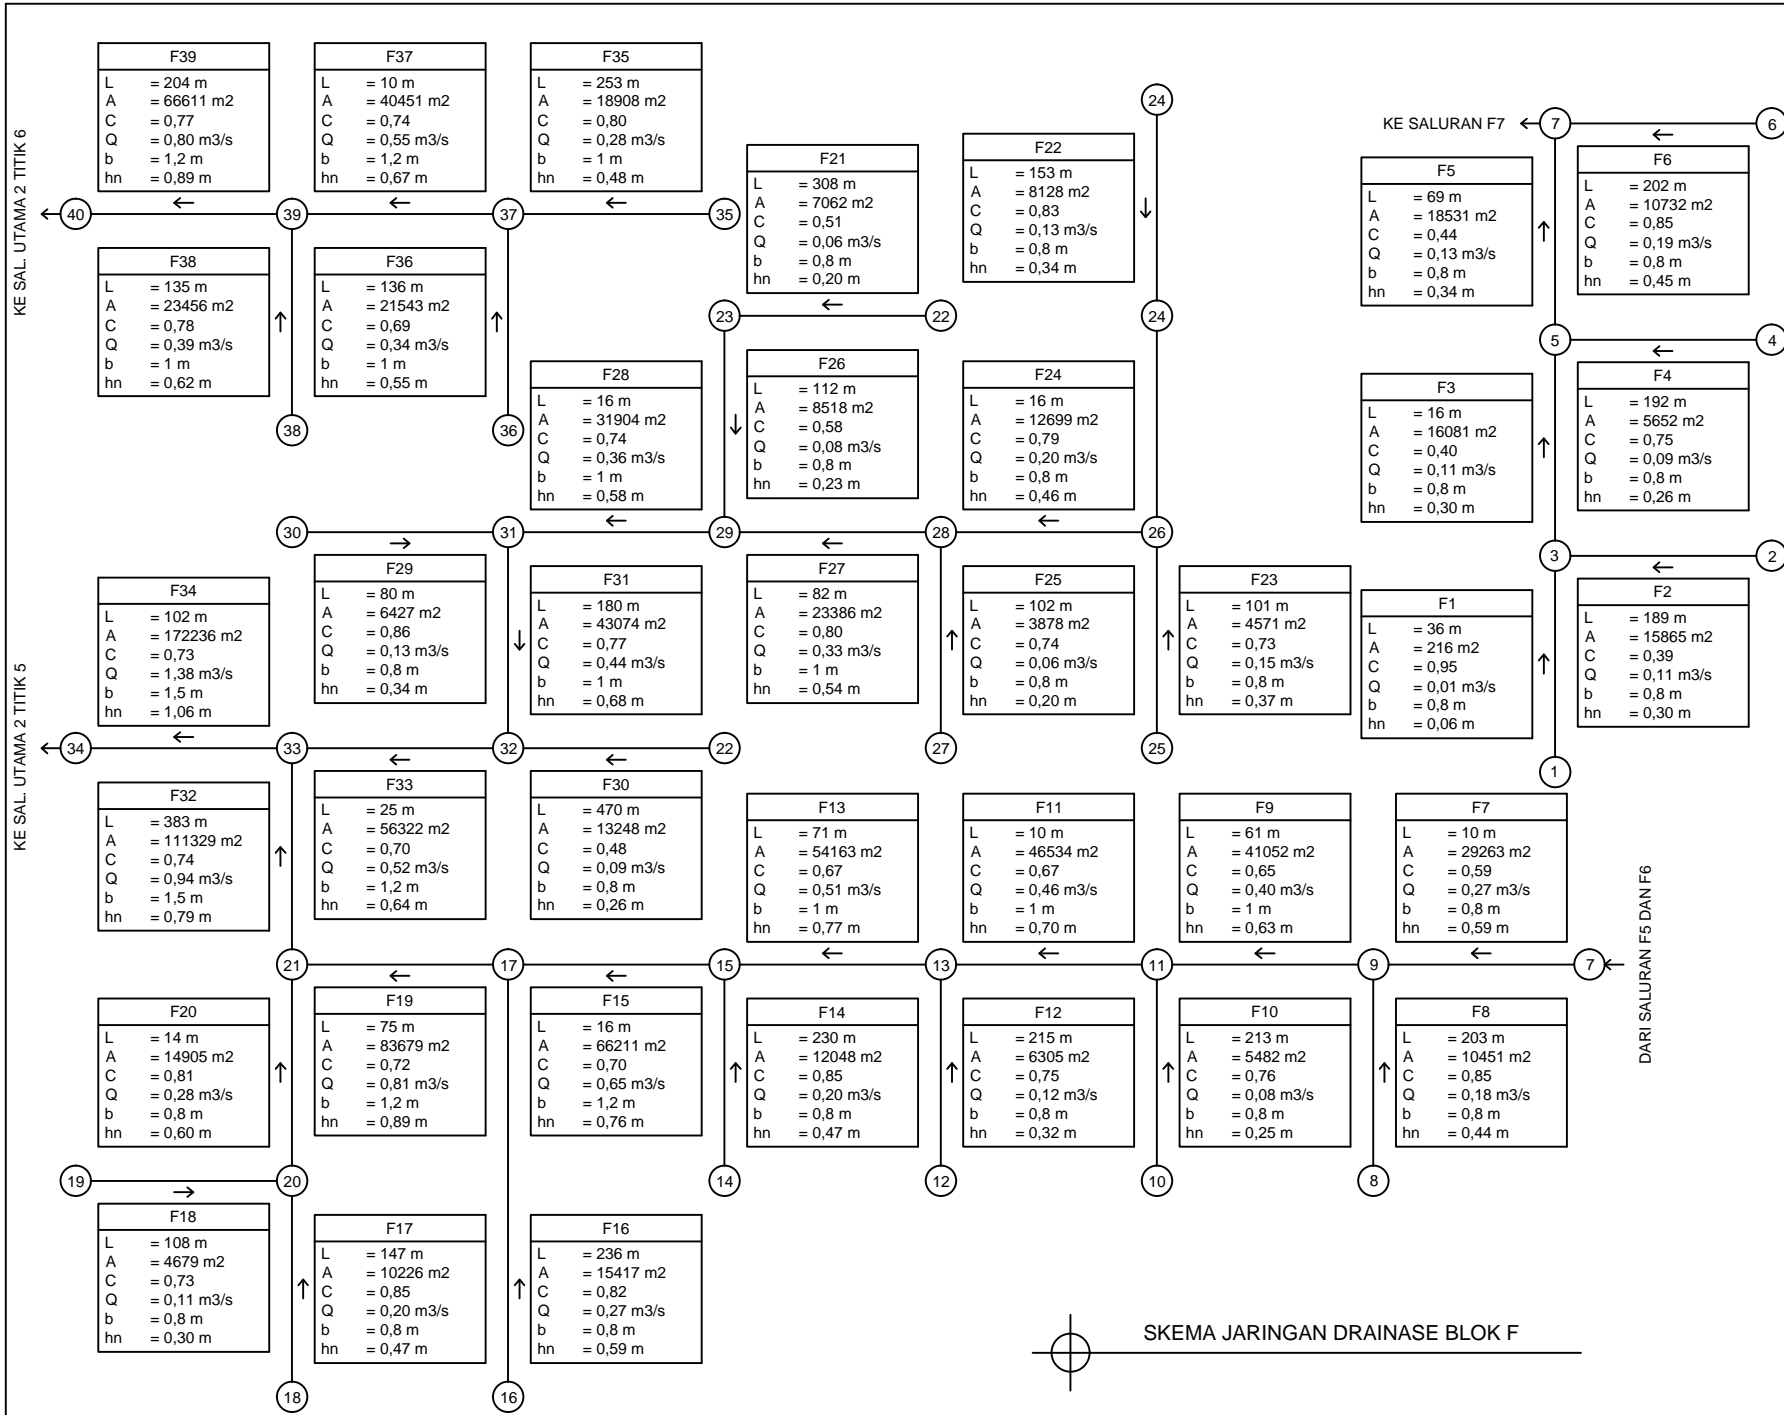 F39
L = 204 m
A = 66611 m2
C = 0,77
Q = 0,80 m3/s
b = 1,2 m
hn = 0,89 m
F37
L = 10 m
A = 40451 m2
C = 0,74
Q = 0,55 m3/s
b = 1,2 m
hn = 0,67 m
F35
L = 253 m
A = 18908 m2
C = 0,80
Q = 0,28 m3/s
b = 1 m
hn = 0,48 m
24
KE SALURAN F7
7
6
F21
L = 308 m
A = 7062 m2
C = 0,51
Q = 0,06 m3/s
b = 0,8 m
hn = 0,20 m
F22
L = 153 m
A = 8128 m2
C = 0,83
Q = 0,13 m3/s
b = 0,8 m
hn = 0,34 m
F5
L = 69 m
A = 18531 m2
C = 0,44
Q = 0,13 m3/s
b = 0,8 m
hn = 0,34 m
F6
L = 202 m
A = 10732 m2
C = 0,85
Q = 0,19 m3/s
b = 0,8 m
hn = 0,45 m
KE SAL. UTAMA 2 TITIK 6
40
39
37
35
F38
L = 135 m
A = 23456 m2
C = 0,78
Q = 0,39 m3/s
b = 1 m
hn = 0,62 m
F36
L = 136 m
A = 21543 m2
C = 0,69
Q = 0,34 m3/s
b = 1 m
hn = 0,55 m
23
22
24
5
4
38
36
F28
L = 16 m
A = 31904 m2
C = 0,74
Q = 0,36 m3/s
b = 1 m
hn = 0,58 m
F26
L = 112 m
A = 8518 m2
C = 0,58
Q = 0,08 m3/s
b = 0,8 m
hn = 0,23 m
F24
L = 16 m
A = 12699 m2
C = 0,79
Q = 0,20 m3/s
b = 0,8 m
hn = 0,46 m
F3
L = 16 m
A = 16081 m2
C = 0,40
Q = 0,11 m3/s
b = 0,8 m
hn = 0,30 m
F4
L = 192 m
A = 5652 m2
C = 0,75
Q = 0,09 m3/s
b = 0,8 m
hn = 0,26 m
30
31
29
28
26
3
2
F34
L = 102 m
A = 172236 m2
C = 0,73
Q = 1,38 m3/s
b = 1,5 m
hn = 1,06 m
F29
L = 80 m
A = 6427 m2
C = 0,86
Q = 0,13 m3/s
b = 0,8 m
hn = 0,34 m
F31
L = 180 m
A = 43074 m2
C = 0,77
Q = 0,44 m3/s
b = 1 m
hn = 0,68 m
F27
L = 82 m
A = 23386 m2
C = 0,80
Q = 0,33 m3/s
b = 1 m
hn = 0,54 m
F25
L = 102 m
A = 3878 m2
C = 0,74
Q = 0,06 m3/s
b = 0,8 m
hn = 0,20 m
F23
L = 101 m
A = 4571 m2
C = 0,73
Q = 0,15 m3/s
b = 0,8 m
hn = 0,37 m
F1
L = 36 m
A = 216 m2
C = 0,95
Q = 0,01 m3/s
b = 0,8 m
hn = 0,06 m
F2
L = 189 m
A = 15865 m2
C = 0,39
Q = 0,11 m3/s
b = 0,8 m
hn = 0,30 m
KE SAL. UTAMA 2 TITIK 5
34
33
32
22
27
25
1
F32
L = 383 m
A = 111329 m2
C = 0,74
Q = 0,94 m3/s
b = 1,5 m
hn = 0,79 m
F33
L = 25 m
A = 56322 m2
C = 0,70
Q = 0,52 m3/s
b = 1,2 m
hn = 0,64 m
F30
L = 470 m
A = 13248 m2
C = 0,48
Q = 0,09 m3/s
b = 0,8 m
hn = 0,26 m
F13
L = 71 m
A = 54163 m2
C = 0,67
Q = 0,51 m3/s
b = 1 m
hn = 0,77 m
F11
L = 10 m
A = 46534 m2
C = 0,67
Q = 0,46 m3/s
b = 1 m
hn = 0,70 m
F9
L = 61 m
A = 41052 m2
C = 0,65
Q = 0,40 m3/s
b = 1 m
hn = 0,63 m
F7
L = 10 m
A = 29263 m2
C = 0,59
Q = 0,27 m3/s
b = 0,8 m
hn = 0,59 m
21
17
15
13
11
9
7
DARI SALURAN F5 DAN F6
F20
L = 14 m
A = 14905 m2
C = 0,81
Q = 0,28 m3/s
b = 0,8 m
hn = 0,60 m
F19
L = 75 m
A = 83679 m2
C = 0,72
Q = 0,81 m3/s
b = 1,2 m
hn = 0,89 m
F15
L = 16 m
A = 66211 m2
C = 0,70
Q = 0,65 m3/s
b = 1,2 m
hn = 0,76 m
F14
L = 230 m
A = 12048 m2
C = 0,85
Q = 0,20 m3/s
b = 0,8 m
hn = 0,47 m
F12
L = 215 m
A = 6305 m2
C = 0,75
Q = 0,12 m3/s
b = 0,8 m
hn = 0,32 m
F10
L = 213 m
A = 5482 m2
C = 0,76
Q = 0,08 m3/s
b = 0,8 m
hn = 0,25 m
F8
L = 203 m
A = 10451 m2
C = 0,85
Q = 0,18 m3/s
b = 0,8 m
hn = 0,44 m
19
20
14
12
10
8
F18
L = 108 m
A = 4679 m2
C = 0,73
Q = 0,11 m3/s
b = 0,8 m
hn = 0,30 m
F17
L = 147 m
A = 10226 m2
C = 0,85
Q = 0,20 m3/s
b = 0,8 m
hn = 0,47 m
F16
L = 236 m
A = 15417 m2
C = 0,82
Q = 0,27 m3/s
b = 0,8 m
hn = 0,59 m
18
16
SKEMA JARINGAN DRAINASE BLOK F